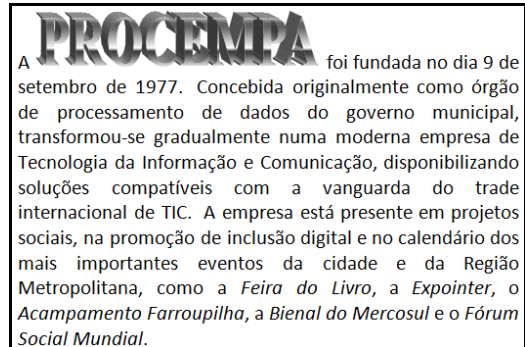 A PROCEMPA foi fundada no dia 9 de
setembro de 1977. Concebida originalmente como órgão
de processamento de dados do governo municipal,
transformou-se gradualmente numa moderna empresa de
Tecnologia da Informação e Comunicação, disponibilizando
soluções compatíveis com a vanguarda do trade
internacional de TIC. A empresa está presente em projetos
sociais, na promoção de inclusão digital e no calendário dos
mais importantes eventos da cidade e da Região
Metropolitana, como a Feira do Livro, a Expointer, o
Acampamento Farroupilha, a Bienal do Mercosul e o Fórum
Social Mundial.